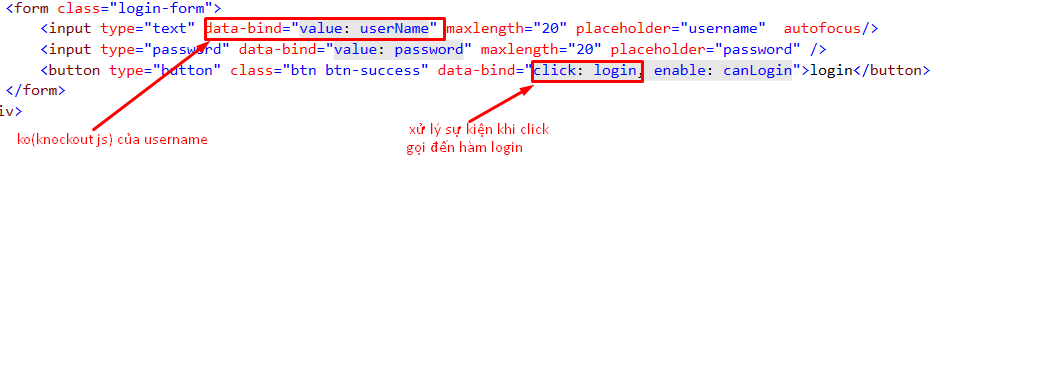 <form class="login-form">
<input type="text" data-bind="value: userName" maxlength="20" placeholder="username"  autofocus/>
<input type="password" data-bind="value: password" maxlength="20" placeholder="password" />
<button type="button" class="btn btn-success" data-bind="click: login, enable: canLogin">login</button>
</form>
iv>
ko(knockout js) của username
xử lý sự kiện khi click
gọi đến hàm login